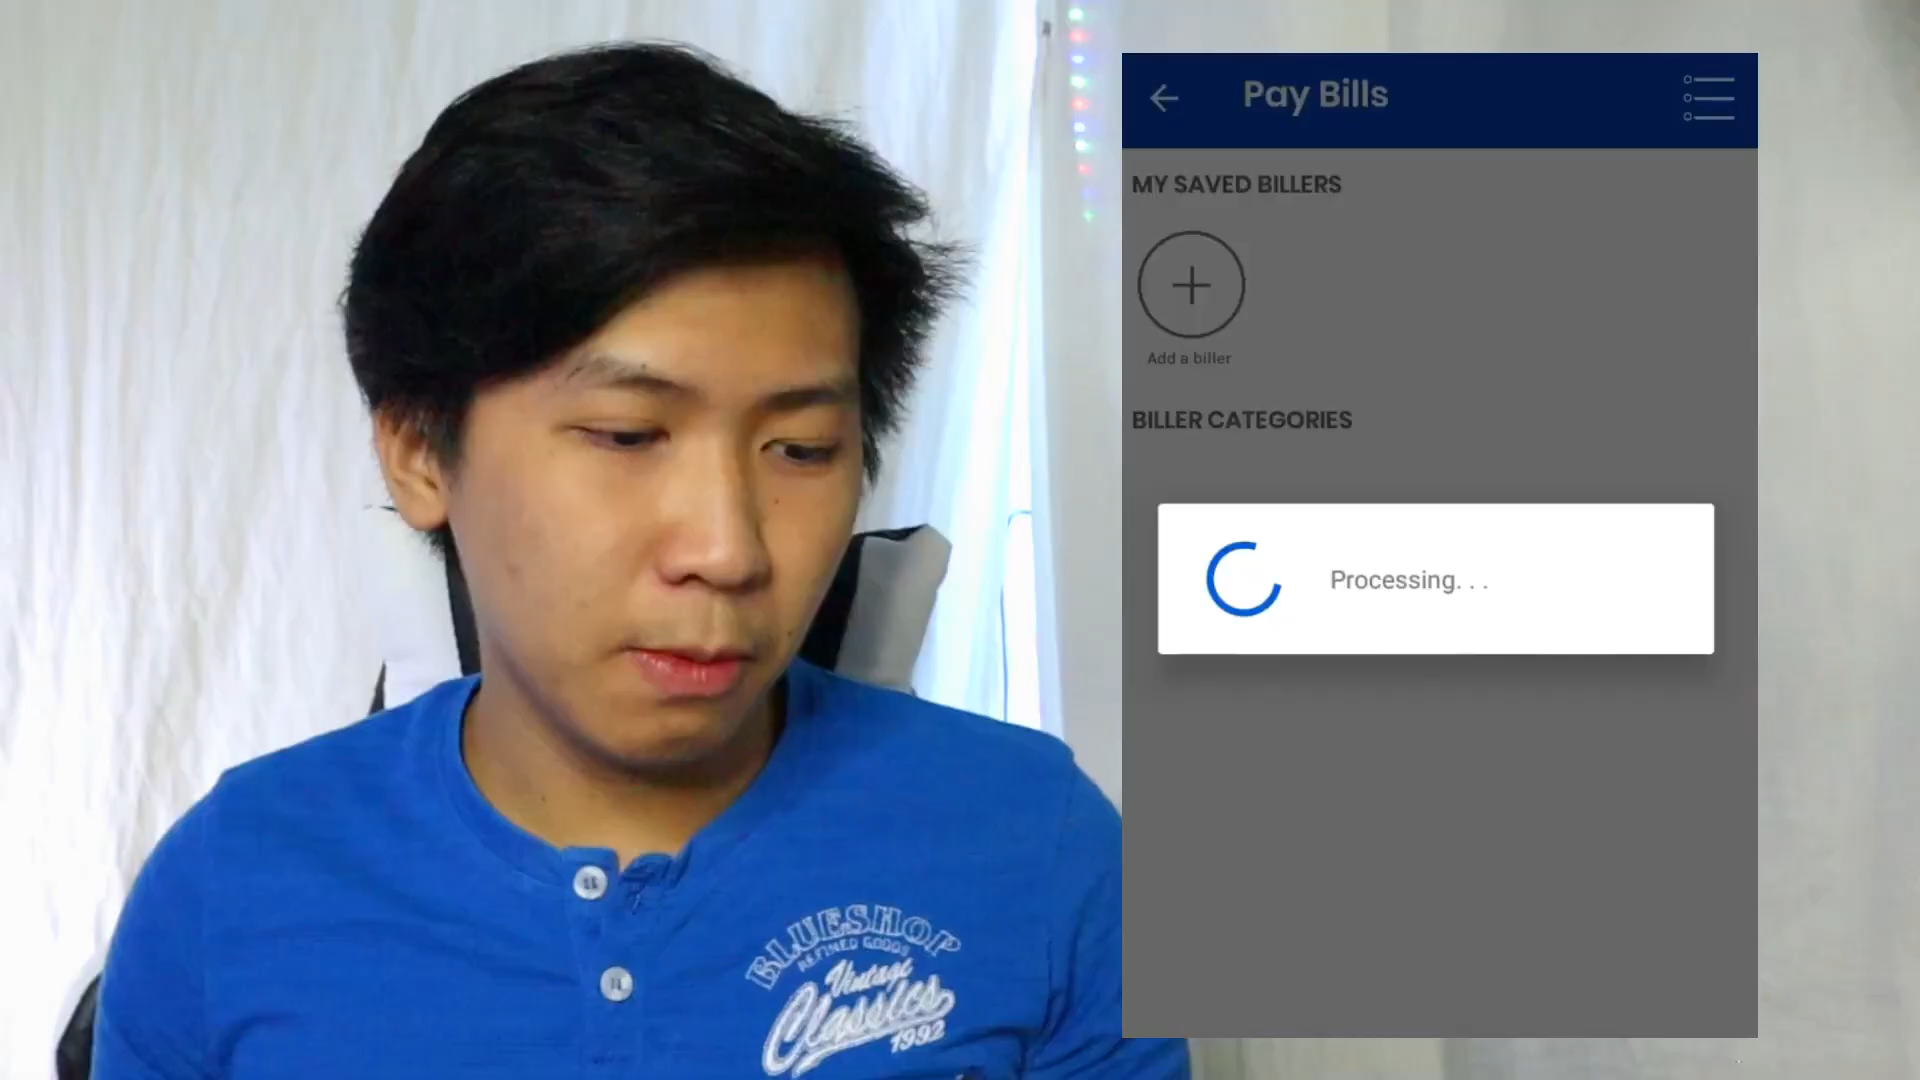 Pay Bills
MY SAVED BILLERS
Add a biller
BILLER CATEGORIES
Processing. . .
BLUESHOP
REFINED GOODS
Vintage
Classics
1992